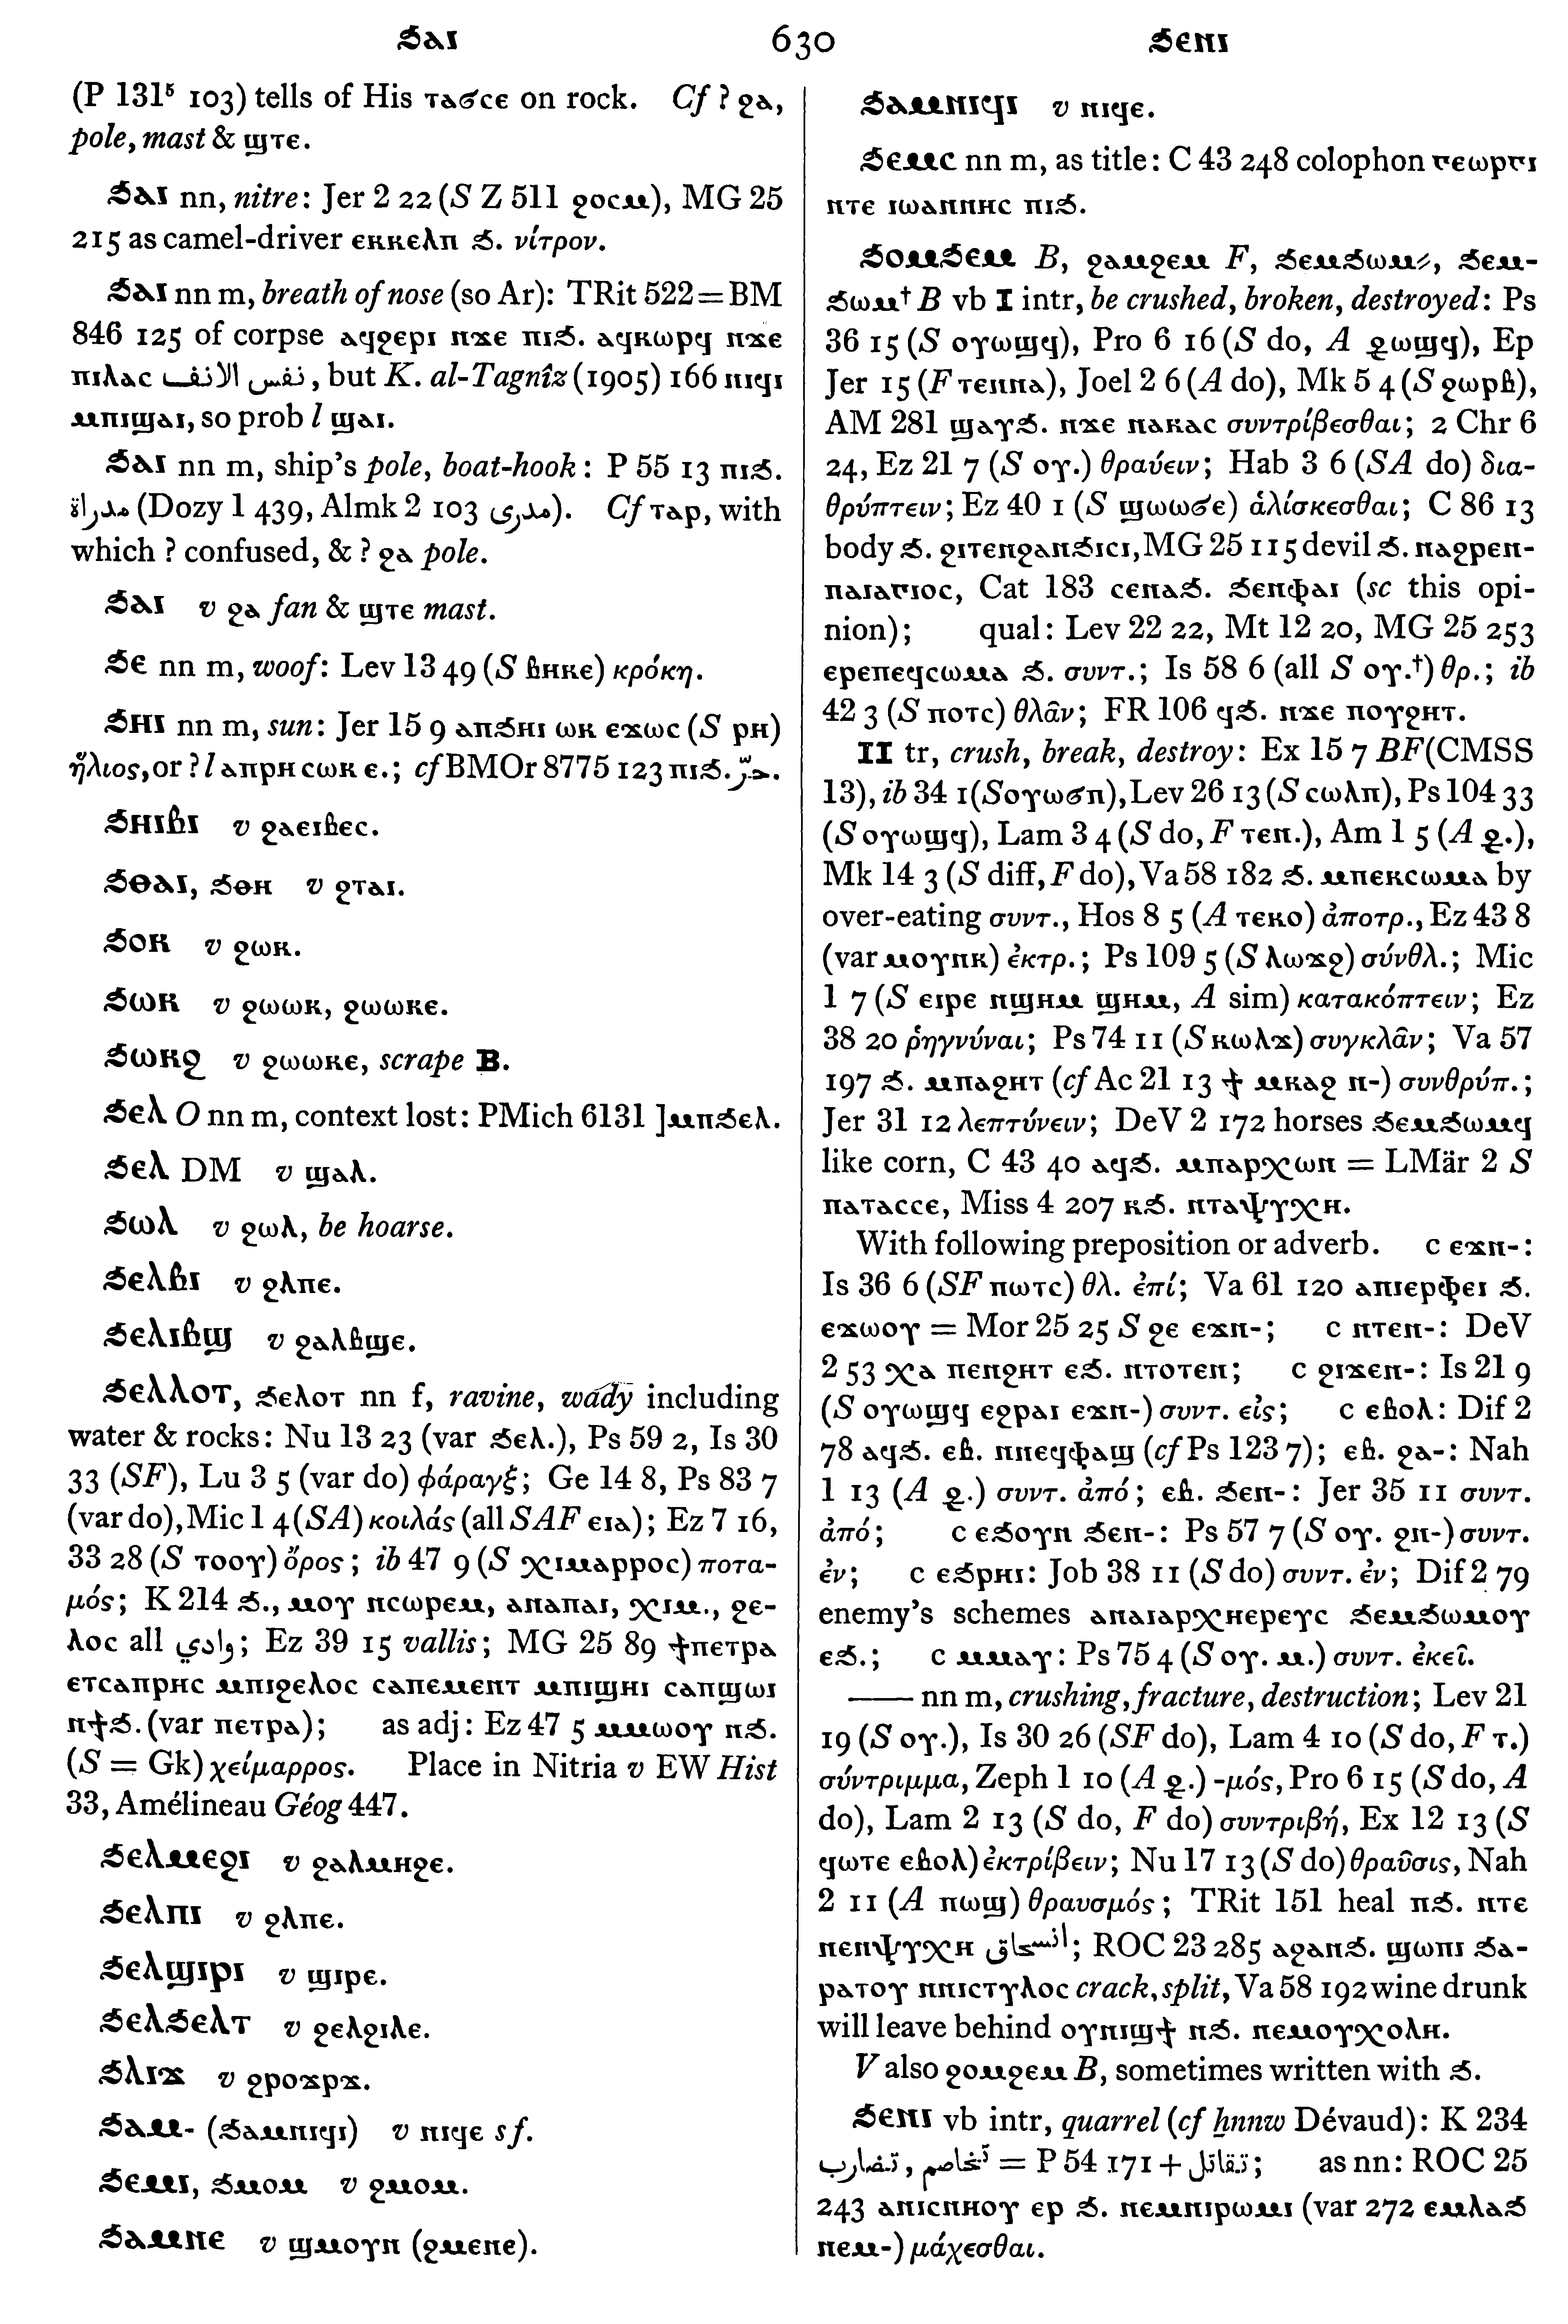 ϧⲁⲓ 630 ϧⲉⲛⲓ
(P 131⁵ 103) tells of His ⲧⲁϭⲥⲉ on rock. Cf ? ϩⲁ,
pole, mast & ϣⲧⲉ.
ϧⲁⲓ nn, nitre: Jer 2 22 (S Z 511 ϩⲟⲥⲙ), MG 25
215 as camel-driver ⲉⲕⲕⲉⲗⲡ ϧ. νίτρον.
ϧⲁⲓ nn m, breath of nose (so Ar): TRit 522 = BM
846 125 of corpse ⲁϥϩⲉⲣⲓ ⲛϫⲉ ⲡⲓϧ. ⲁϥⲕⲱⲣϥ ⲛϫⲉ
ⲡⲓⲗⲁⲥ نفس الانف, but K. al-Tagnîz (1905) 166 ⲛⲓϥⲓ
ⲙⲡⲓϣⲁⲓ, so prob l ϣⲁⲓ.
ϧⲁⲓ nn m, ship's pole, boat-hook: P 55 13 ⲡⲓϧ.
مدراة (Dozy 1 439, Almk 2 103 مدرى). Cf ⲧⲁⲣ, with
which ? confused, & ? ϩⲁ pole.
ϧⲁⲓ v ϩⲁ fan & ϣⲧⲉ mast.
ϧⲉ nn m, woof: Lev 13 49 (S ⲃⲏⲕⲉ) κρόκη.
ϧⲏⲓ nn m, sun: Jer 15 9 ⲁⲡϧⲏⲓ ⲱⲕ ⲉϫⲱⲥ (S ⲣⲏ)
ἥλιος, or ? l ⲁⲡⲣⲏ ⲥⲱⲕ ⲉ.; cf BMOr 8775 123 ⲡⲓϧ. حرّ.
ϧⲏⲓⲃⲓ v ϩⲁⲉⲓⲃⲉⲥ.
ϧⲑⲁⲓ, ϧⲑⲏ v ϩⲧⲁⲓ.
ϧⲟⲕ v ϩⲱⲕ.
ϧⲱⲕ v ϩⲱⲱⲕ, ϩⲱⲱⲕⲉ.
ϧⲱⲕϩ v ϩⲱⲱⲕⲉ, scrape B.
ϧⲉⲗ O nn m, context lost: PMich 6131 ]ⲙⲡϧⲉⲗ.
ϧⲉⲗ DM v ϣⲁⲗ.
ϧⲱⲗ v ϩⲱⲗ, be hoarse.
ϧⲉⲗⲃⲓ v ϩⲗⲡⲉ.
ϧⲉⲗⲓⲃϣ v ϩⲁⲗⲃϣⲉ.
ϧⲉⲗⲗⲟⲧ, ϧⲉⲗⲟⲧ nn f, ravine, wâdy including
water & rocks: Nu 13 23 (var ϧⲉⲗ.), Ps 59 2, Is 30
33 (SF), Lu 3 5 (var do) φάραγξ; Ge 14 8, Ps 83 7
(var do), Mic 1 4 (SA) κοιλάς (all SAF ⲉⲓⲁ); Ez 7 16,
33 28 (S ⲧⲟⲟⲩ) ὄρος; ib 47 9 (S ⲭⲓⲙⲁⲣⲣⲟⲥ) ποτα-
μός; K 214 ϧ., ⲙⲟⲩ ⲛⲥⲱⲣⲉⲙ, ⲁⲛⲁⲡⲁⲓ, ⲭⲓⲙ., ϩⲉ-
ⲗⲟⲥ all وادي; Ez 39 15 vallis; MG 25 89 ϯⲡⲉⲧⲣⲁ
ⲉⲧⲥⲁⲡⲣⲏⲥ ⲙⲡⲓϩⲉⲗⲟⲥ ⲥⲁⲡⲉⲙⲉⲛⲧ ⲙⲡⲓϣⲏⲓ ⲥⲁⲡϣⲱⲓ
ⲛϯϧ. (var ⲡⲉⲧⲣⲁ); as adj: Ez 47 5 ⲙⲙⲱⲟⲩ ⲛϧ.
(S = Gk) χείμαρρος. Place in Nitria v EW Hist
33, Amélineau Géog 447.
ϧⲉⲗⲙⲉϩⲓ v ϩⲁⲗⲙⲏϩⲉ.
ϧⲉⲗⲡⲓ v ϩⲗⲡⲉ.
ϧⲉⲗϣⲓⲣⲓ v ϣⲓⲣⲉ.
ϧⲉⲗϧⲉⲗⲧ v ϩⲉⲗϩⲓⲗⲉ.
ϧⲗⲓϫ v ϩⲣⲟϫⲣϫ.
ϧⲁⲙ- (ϧⲁⲙⲛⲓϥⲓ) v ⲛⲓϥⲉ sf.
ϧⲉⲙⲓ, ϧⲙⲟⲙ v ϩⲙⲟⲙ.
ϧⲁⲙⲛⲉ v ϣⲙⲟⲩⲛ (ϩⲙⲉⲛⲉ).
ϧⲁⲙⲛⲓϥⲓ v ⲛⲓϥⲉ.
ϧⲉⲙⲥ nn m, as title: C 43 248 colophon ⲅⲉⲱⲣⲅⲓ
ⲛⲧⲉ ⲓⲱⲁⲛⲛⲏⲥ ⲡⲓϧ.
ϧⲟⲙϧⲉⲙ B, ϩⲁⲙϩⲉⲙ F, ϧⲉⲙϧⲱⲙ⸗, ϧⲉⲙ-
ϧⲱⲙ† B vb I intr, be crushed, broken, destroyed: Ps
36 15 (S ⲟⲩⲱϣϥ), Pro 6 16 (S do, A ϩⲱϣϥ), Ep
Jer 15 (F ⲧⲉⲛⲛⲁ), Joel 2 6 (A do), Mk 5 4 (S ϩⲱⲣⲃ),
AM 281 ϣⲁⲩϧ. ⲛϫⲉ ⲛⲁⲕⲁⲥ συντρίβεσθαι; 2 Chr 6
24, Ez 21 7 (S ⲟⲩ.) θραύειν; Hab 3 6 (SA do) δια-
θρύπτειν; Ez 40 1 (S ϣⲱⲱϭⲉ) ἁλίσκεσθαι; C 86 13
body ϧ. ϩⲓⲧⲉⲛϩⲁⲛϧⲓⲥⲓ, MG 25 115 devil ϧ. ⲛⲁϩⲣⲉⲛ-
ⲛⲁⲓⲁⲅⲓⲟⲥ, Cat 183 ⲥⲉⲛⲁϧ. ϧⲉⲛⲫⲁⲓ (sc this opi-
nion); qual: Lev 22 22, Mt 12 20, MG 25 253
ⲉⲣⲉⲡⲉϥⲥⲱⲙⲁ ϧ. συντ.; Is 58 6 (all S ⲟⲩ.†) θρ.; ib
42 3 (S ⲡⲟⲧⲥ) θλᾶν; FR 106 ϥϧ. ⲛϫⲉ ⲡⲟⲩϩⲏⲧ.
II tr, crush, break, destroy: Ex 15 7 BF (CMSS
13), ib 34 1 (S ⲟⲩⲱϭⲡ), Lev 26 13 (S ⲥⲱⲗⲡ), Ps 104 33
(S ⲟⲩⲱϣϥ), Lam 3 4 (S do, F ⲧⲉⲛ.), Am 1 5 (A ϩ.),
Mk 14 3 (S diff, F do), Va 58 182 ϧ. ⲙⲡⲉⲕⲥⲱⲙⲁ by
over-eating συντ., Hos 8 5 (A ⲧⲉⲕⲟ) ἀποτρ., Ez 43 8
(var ⲙⲟⲩⲛⲕ) ἐκτρ.; Ps 109 5 (S ⲗⲱϫϩ) σύνθλ.; Mic
1 7 (S ⲉⲓⲣⲉ ⲛϣⲏⲙ ϣⲏⲙ, A sim) κατακόπτειν; Ez
38 20 ῥηγνύναι; Ps 74 11 (S ⲕⲱⲗϫ) συγκλᾶν; Va 57
197 ϧ. ⲙⲡⲁϩⲏⲧ (cf Ac 21 13 ϯ ⲙⲕⲁϩ ⲛ-) συνθρύπ.;
Jer 31 12 λεπτύνειν; DeV 2 172 horses ϧⲉⲙϧⲱⲙϥ
like corn, C 43 40 ⲁϥϧ. ⲙⲡⲁⲣⲭⲱⲛ = LMär 2 S
ⲡⲁⲧⲁⲥⲥⲉ, Miss 4 207 ⲕϧ. ⲛⲧⲁⲯⲩⲭⲏ.
With following preposition or adverb. c ⲉϫⲛ-:
Is 36 6 (SF ⲡⲱⲧⲥ) θλ. ἐπί; Va 61 120 ⲁⲡⲓⲉⲣⲫⲉⲓ ϧ.
ⲉϫⲱⲟⲩ = Mor 25 25 S ϩⲉ ⲉϫⲛ-; c ⲛⲧⲉⲛ-: DeV
2 53 ⲭⲁ ⲡⲉⲛϩⲏⲧ ⲉϧ. ⲛⲧⲟⲧⲉⲛ; c ϩⲓϫⲉⲛ-: Is 21 9
(S ⲟⲩⲱϣϥ ⲉϩⲣⲁⲓ ⲉϫⲛ-) συντ. εἰς; c ⲉⲃⲟⲗ: Dif 2
78 ⲁϥϧ. ⲉⲃ. ⲛⲛⲉϥⲫⲁϣ (cf Ps 123 7); ⲉⲃ. ϩⲁ-: Nah
1 13 (A ϩ.) συντ. ἀπό; ⲉⲃ. ϧⲉⲛ-: Jer 35 11 συντ.
ἀπό; c ⲉϧⲟⲩⲛ ϧⲉⲛ-: Ps 57 7 (S ⲟⲩ. ϩⲛ-) συντ.
ἐν; c ⲉϧⲣⲏⲓ: Job 38 11 (S do) συντ. ἐν; Dif 2 79
enemy's schemes ⲁⲡⲁⲓⲁⲣⲭⲏⲉⲣⲉⲩⲥ ϧⲉⲙϧⲱⲙⲟⲩ
ⲉϧ.; c ⲙⲙⲁⲩ: Ps 75 4 (S ⲟⲩ. ⲙ.) συντ. ἐκεῖ.
—— nn m, crushing, fracture, destruction; Lev 21
19 (S ⲟⲩ.), Is 30 26 (SF do), Lam 4 10 (S do, F ⲧ.)
σύντριμμα, Zeph 1 10 (A ϩ.) -μός, Pro 6 15 (S do, A
do), Lam 2 13 (S do, F do) συντριβή, Ex 12 13 (S
ϥⲱⲧⲉ ⲉⲃⲟⲗ) ἐκτρίβειν; Nu 17 13 (S do) θραῦσις, Nah
2 11 (A ⲡⲱϣ) θραυσμός; TRit 151 heal ⲡϧ. ⲛⲧⲉ
ⲛⲉⲛⲯⲩⲭⲏ انسحاق; ROC 23 285 ⲁϩⲁⲛϧ. ϣⲱⲡⲓ ϧⲁ-
ⲣⲁⲧⲟⲩ ⲛⲛⲓⲥⲧⲩⲗⲟⲥ crack, split, Va 58 192 wine drunk
will leave behind ⲟⲩⲛⲓϣϯ ⲛϧ. ⲛⲉⲙⲟⲩⲭⲟⲗⲏ.
V also ϩⲟⲙϩⲉⲙ B, sometimes written with ϧ.
ϧⲉⲛⲓ vb intr, quarrel (cf ẖnnw Dévaud): K 234
تخاصم, تضارب = P 54 171 + تقاتل; as nn: ROC 25
243 ⲁⲛⲓⲥⲛⲏⲟⲩ ⲉⲣ ϧ. ⲛⲉⲙⲛⲓⲣⲱⲙⲓ (var 272 ⲉⲙⲗⲁϧ
ⲛⲉⲙ-) μάχεσθαι.